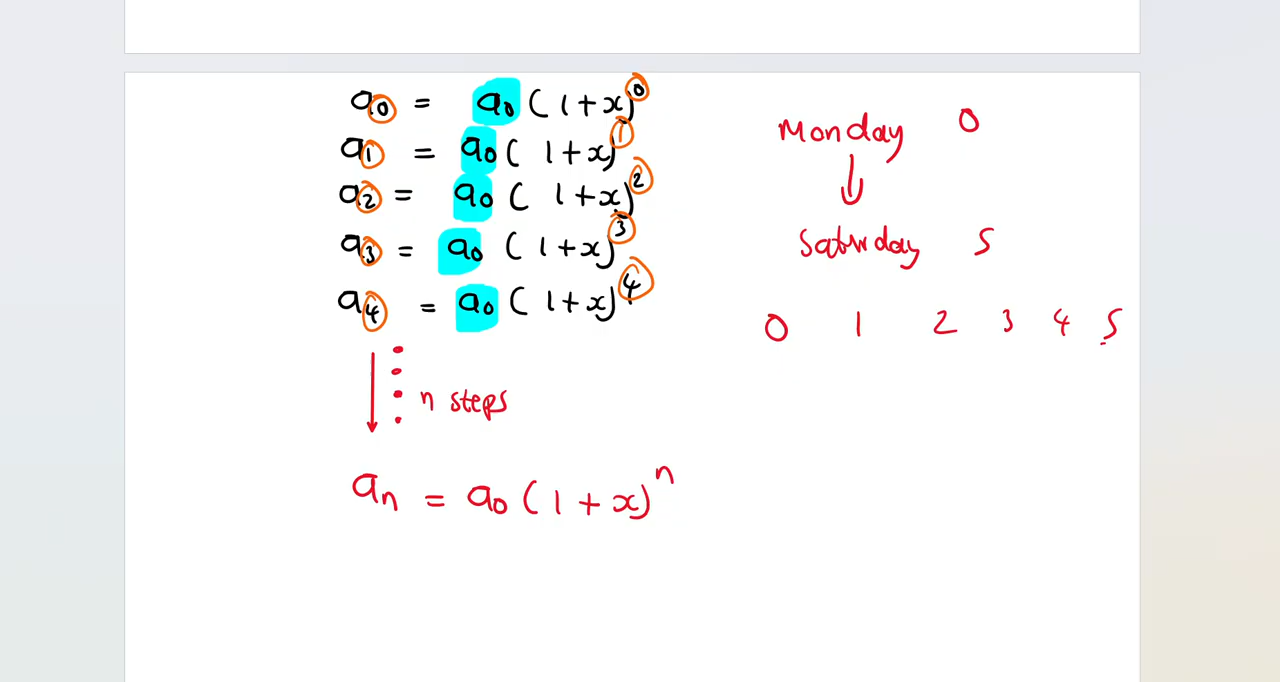 a₀ = a₀ (1+x)⁰
a₁ = a₀ (1+x)¹
a₂ = a₀ (1+x)²
a₃ = a₀ (1+x)³
a₄ = a₀ (1+x)⁴
n steps
aₙ = a₀ (1+x)ⁿ
Monday 0
Saturday 5
0 1 2 3 4 5